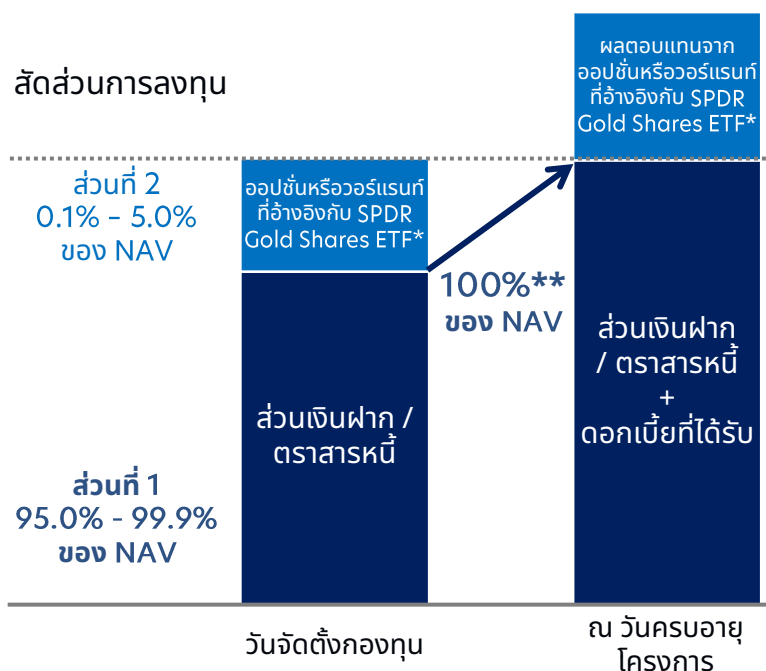 สัดส่วนการลงทุน
ผลตอบแทนจาก
ออปชั่นหรือวอร์แรนท์
ที่อ้างอิงกับ SPDR
Gold Shares ETF*
ส่วนที่ 2
0.1% - 5.0%
ของ NAV
ออปชั่นหรือวอร์แรนท์
ที่อ้างอิงกับ SPDR
Gold Shares ETF*
100%**
ของ NAV
ส่วนเงินฝาก
/ ตราสารหนี้
+
ดอกเบี้ยที่ได้รับ
ส่วนเงินฝาก /
ตราสารหนี้
ส่วนที่ 1
95.0% - 99.9%
ของ NAV
วันจัดตั้งกองทุน
ณ วันครบอายุ
โครงการ